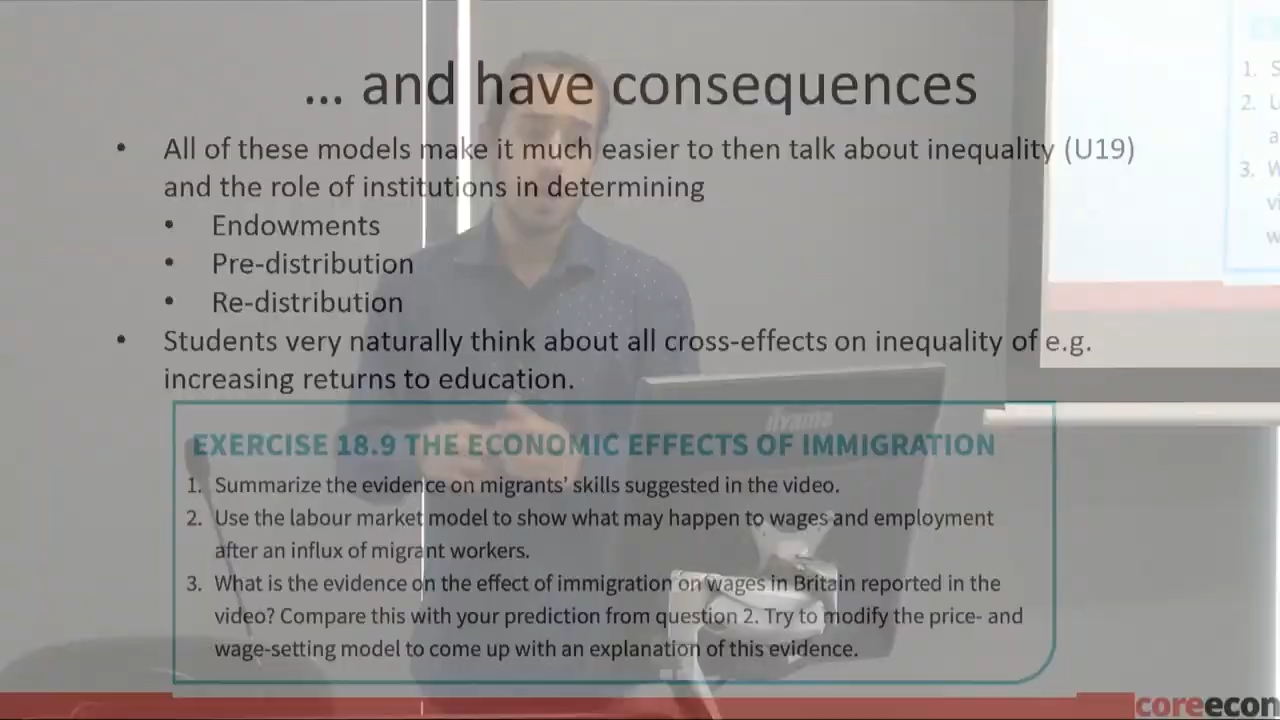 ... and have consequences
• All of these models make it much easier to then talk about inequality (U19)
and the role of institutions in determining
• Endowments
• Pre-distribution
• Re-distribution
• Students very naturally think about all cross-effects on inequality of e.g.
increasing returns to education.
EXERCISE 18.9 THE ECONOMIC EFFECTS OF IMMIGRATION
1. Summarize the evidence on migrants' skills suggested in the video.
2. Use the labour market model to show what may happen to wages and employment
after an influx of migrant workers.
3. What is the evidence on the effect of immigration on wages in Britain reported in the
video? Compare this with your prediction from question 2. Try to modify the price- and
wage-setting model to come up with an explanation of this evidence.
iiyama
coreecon
1. S
2. U
a
3. W
vi
w